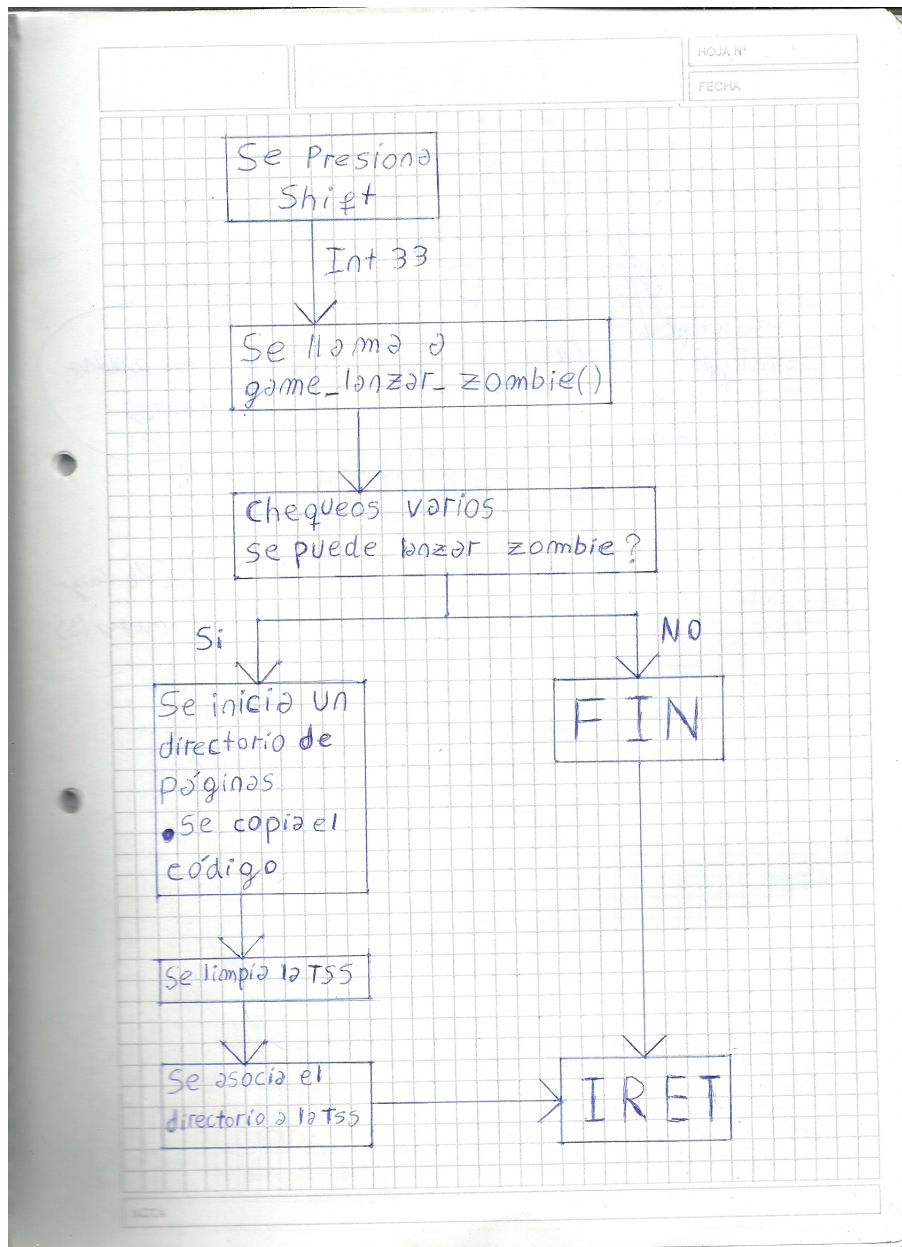 HOJA N°
FECHA
Se Presiona
Shift
Int 33
Se llama a
game_lanzar_zombie()
Chequeos varios
se puede lanzar zombie?
Si
NO
Se inicia un
directorio de
páginas
•Se copia el
código
FIN
Se limpia la TSS
Se asocia el
directorio a la TSS
IRET
NOTA